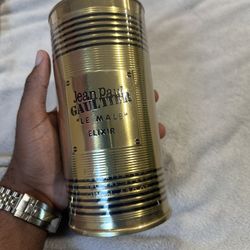 Jean Paul
GAULTIER
"LE MALE"
ELIXIR